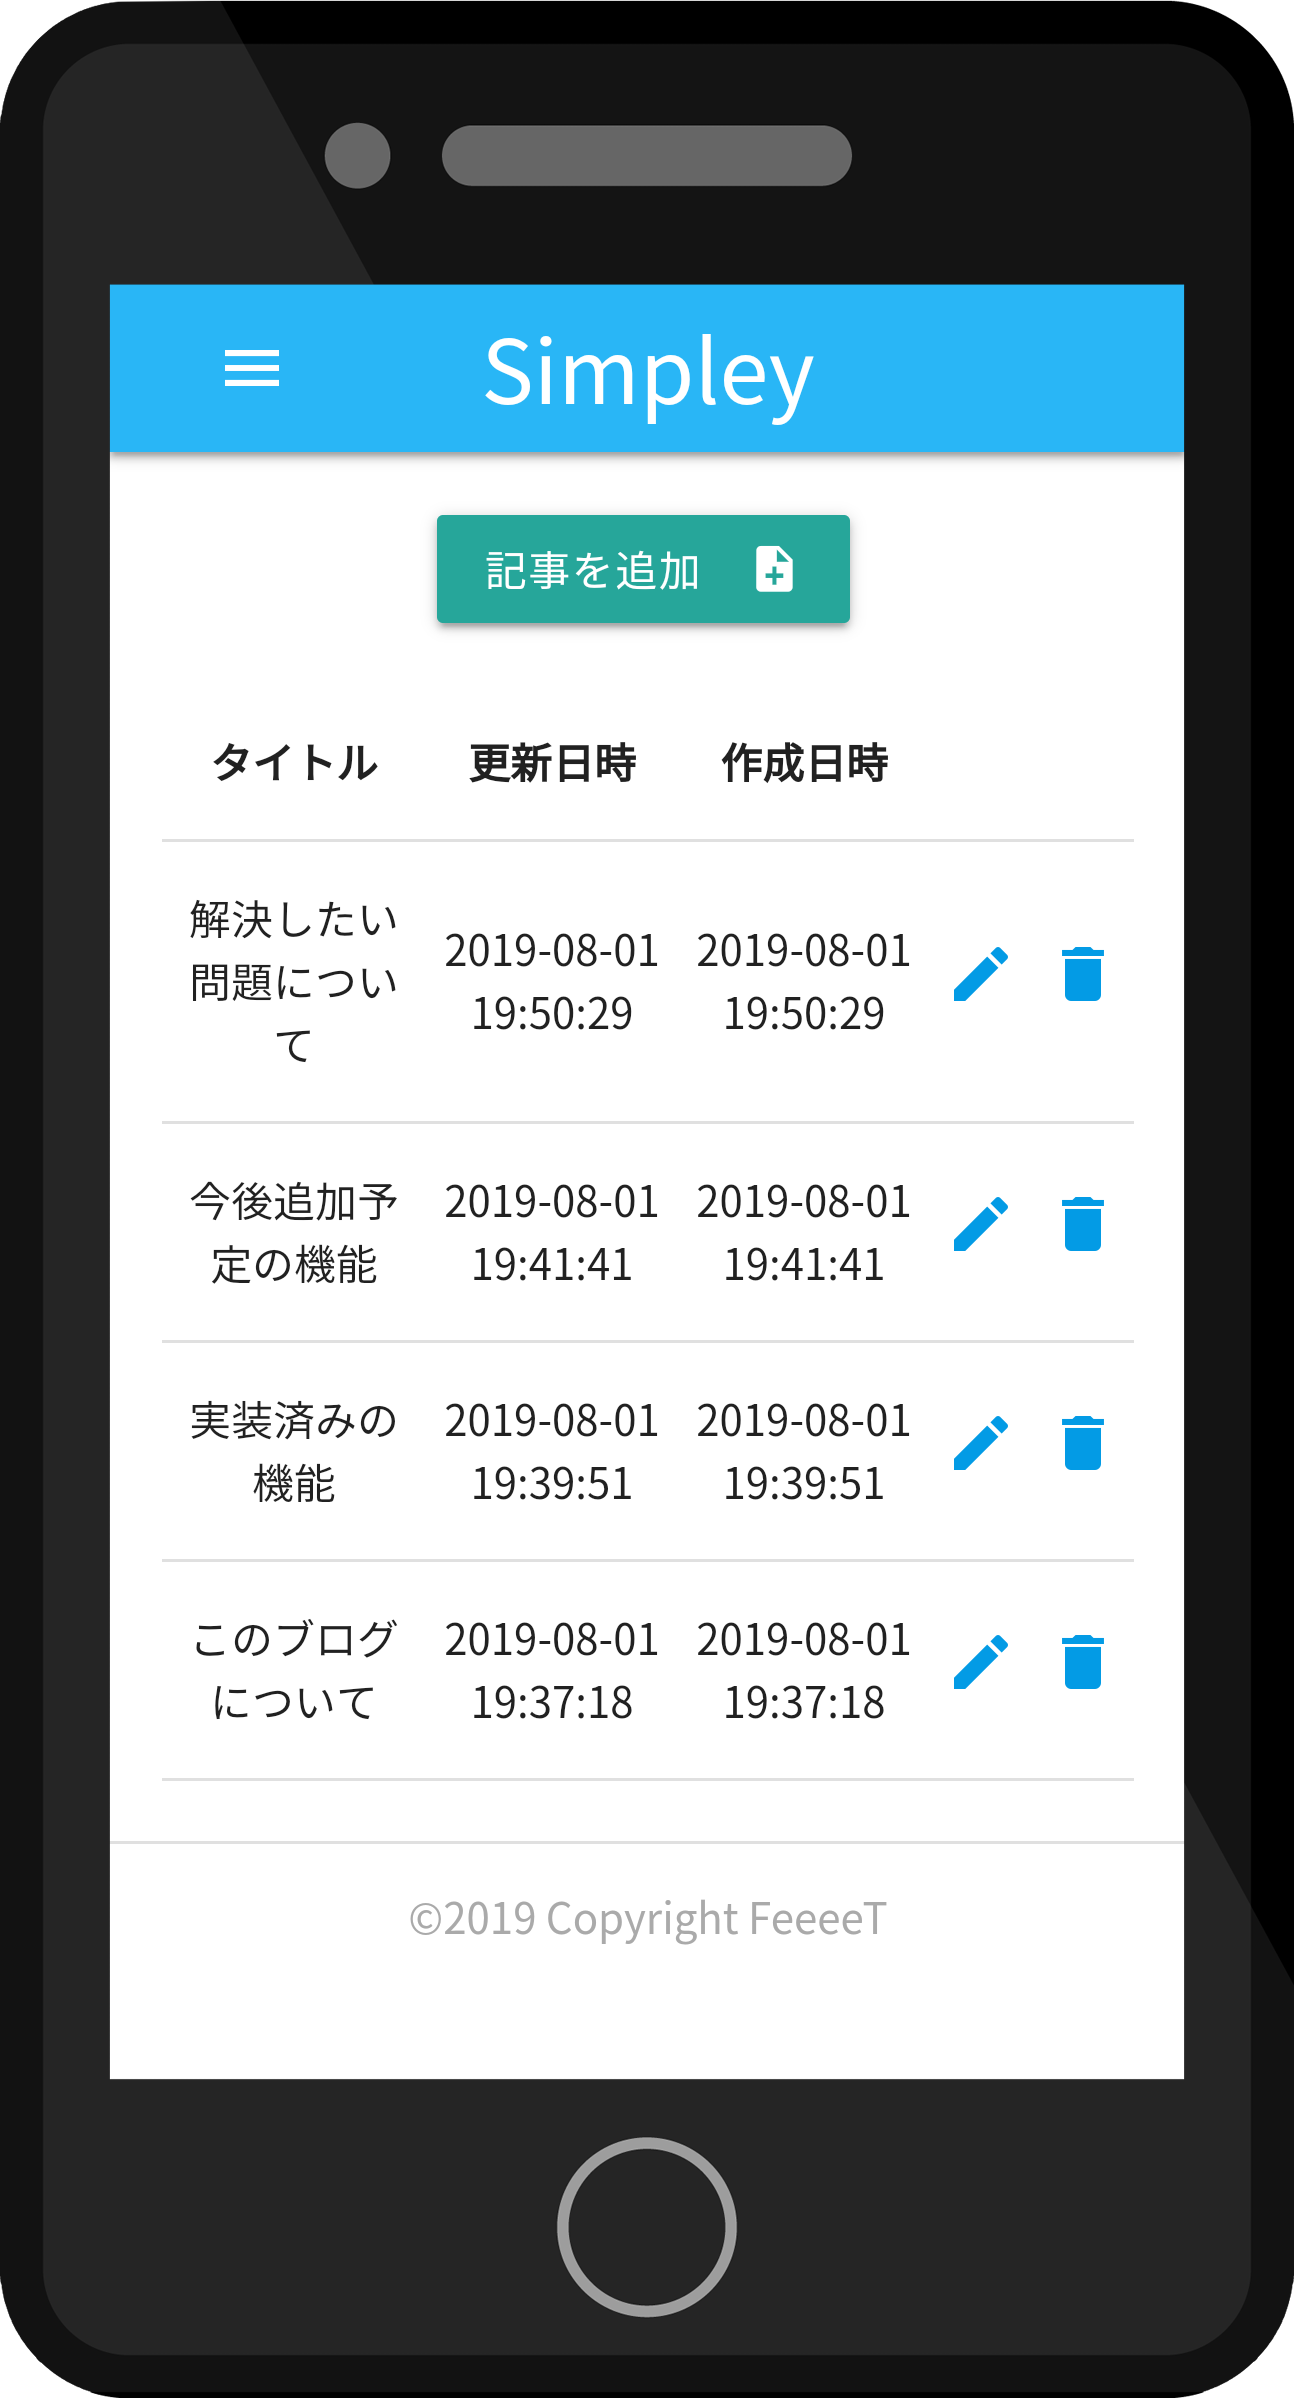 Simpley
記事を追加
タイトル 更新日時 作成日時
解決したい
問題につい
て
2019-08-01
19:50:29
2019-08-01
19:50:29
今後追加予
定の機能
2019-08-01
19:41:41
2019-08-01
19:41:41
実装済みの
機能
2019-08-01
19:39:51
2019-08-01
19:39:51
このブログ
について
2019-08-01
19:37:18
2019-08-01
19:37:18
©2019 Copyright FeeeeT